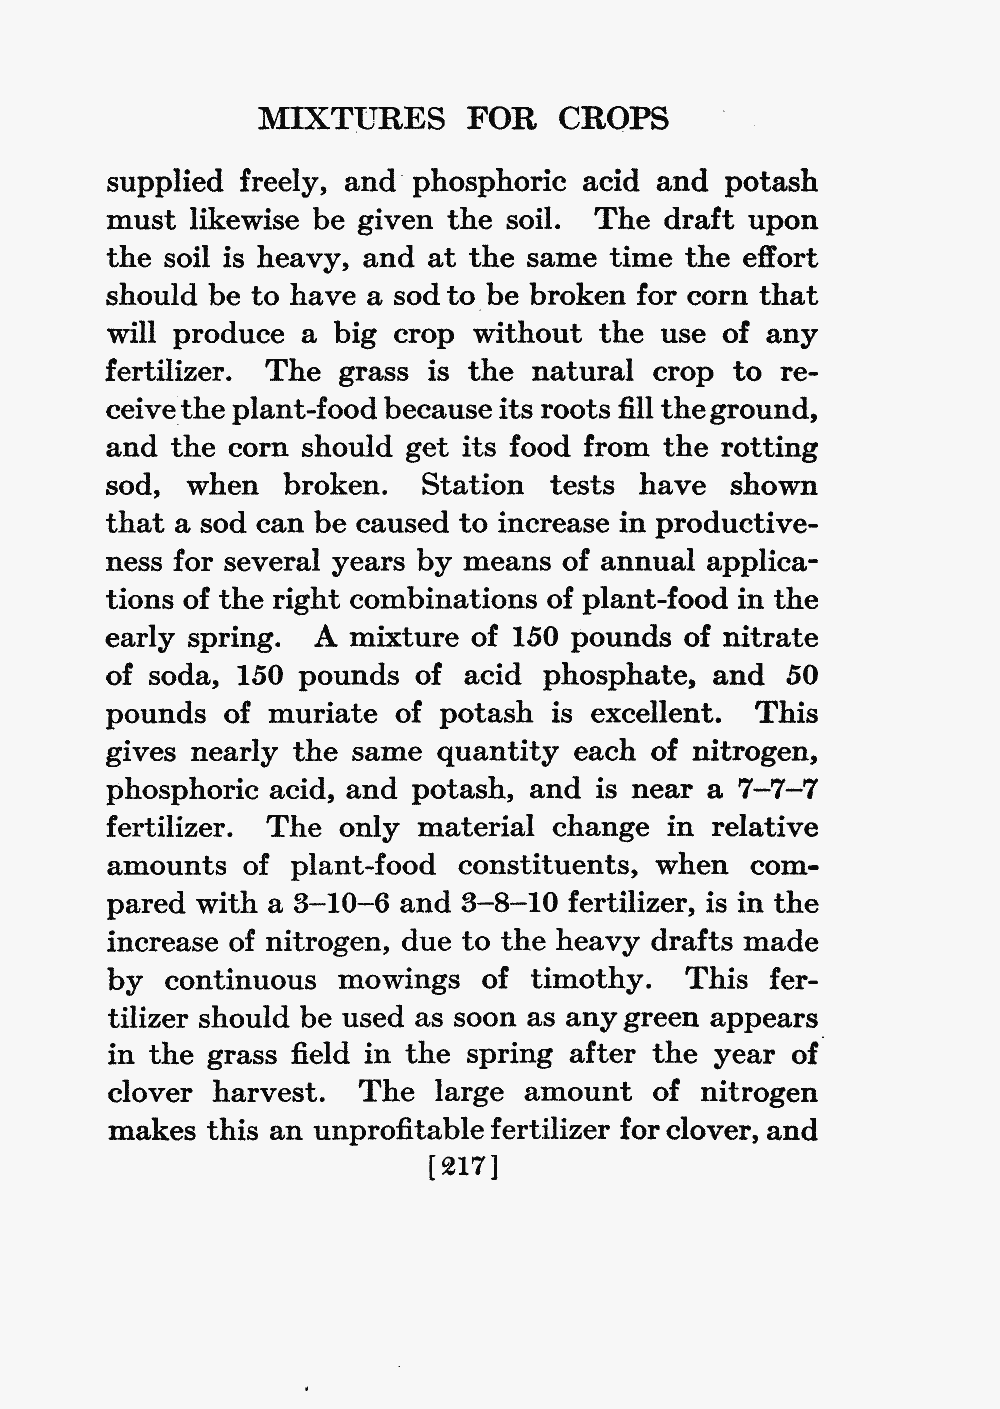 MIXTURES FOR CROPS
supplied freely, and phosphoric acid and potash
must likewise be given the soil. The draft upon
the soil is heavy, and at the same time the effort
should be to have a sod to be broken for corn that
will produce a big crop without the use of any
fertilizer. The grass is the natural crop to re-
ceive the plant-food because its roots fill the ground,
and the corn should get its food from the rotting
sod, when broken. Station tests have shown
that a sod can be caused to increase in productive-
ness for several years by means of annual applica-
tions of the right combinations of plant-food in the
early spring. A mixture of 150 pounds of nitrate
of soda, 150 pounds of acid phosphate, and 50
pounds of muriate of potash is excellent. This
gives nearly the same quantity each of nitrogen,
phosphoric acid, and potash, and is near a 7–7–7
fertilizer. The only material change in relative
amounts of plant-food constituents, when com-
pared with a 3–10–6 and 3–8–10 fertilizer, is in the
increase of nitrogen, due to the heavy drafts made
by continuous mowings of timothy. This fer-
tilizer should be used as soon as any green appears
in the grass field in the spring after the year of
clover harvest. The large amount of nitrogen
makes this an unprofitable fertilizer for clover, and
[217]